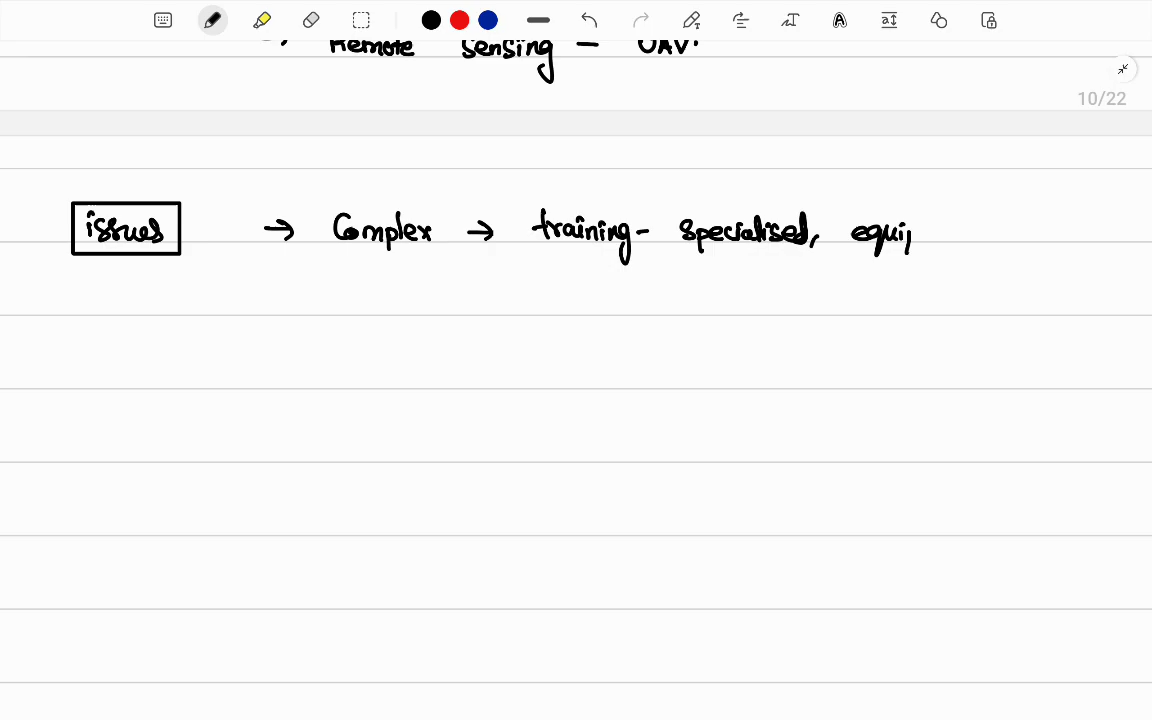 → Remote sensing - UAV.
10/22
issues → Complex → training - specialised, equi